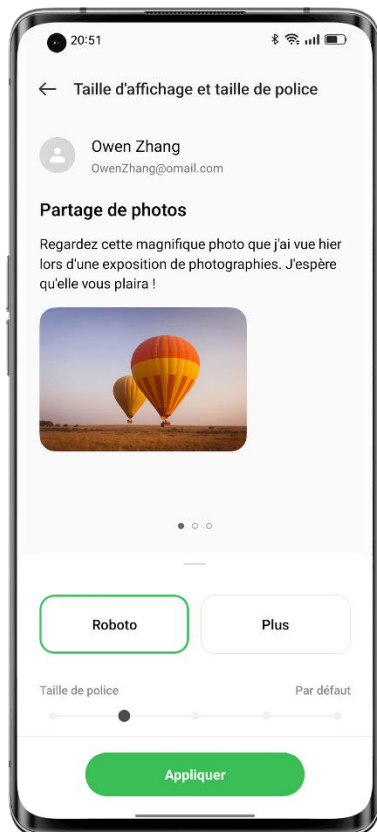 20:51
Taille d'affichage et taille de police
Owen Zhang
OwenZhang@omail.com
Partage de photos
Regardez cette magnifique photo que j'ai vue hier
lors d'une exposition de photographies. J'espère
qu'elle vous plaira !
Roboto
Plus
Taille de police
Par défaut
Appliquer